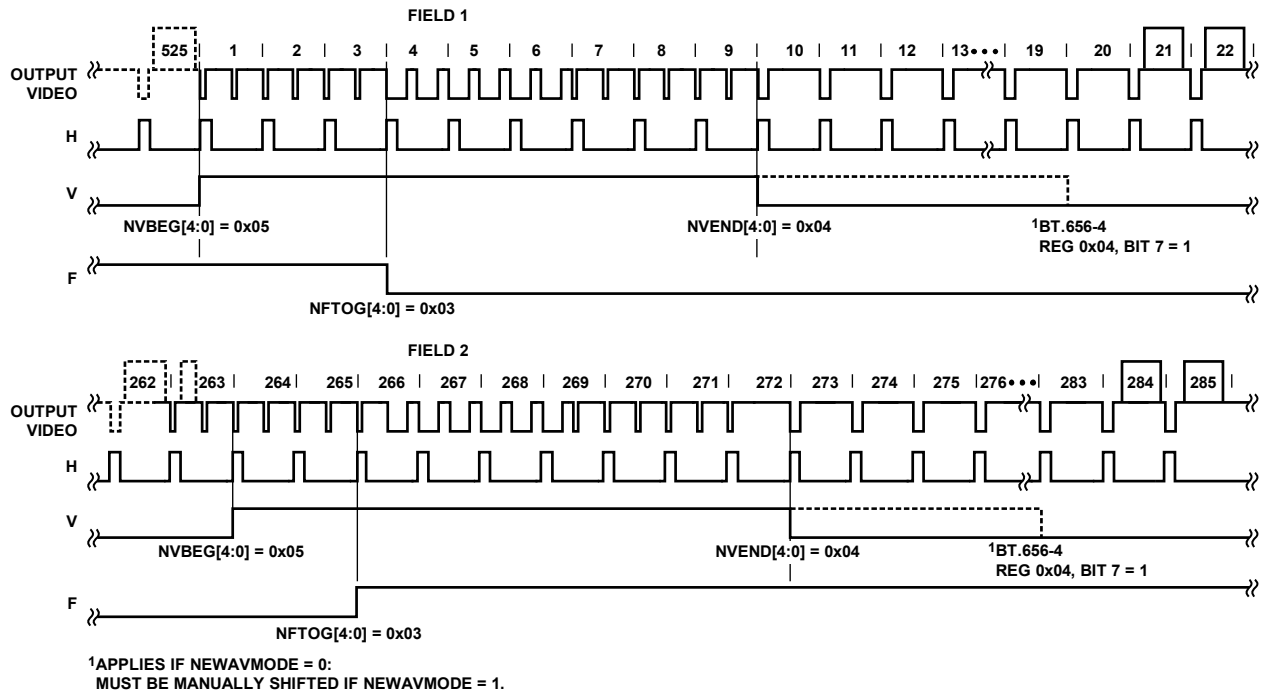 FIELD 1
525 1 2 3 4 5 6 7 8 9 10 11 12 13 19 20 21 22
OUTPUT
VIDEO
H
V
NVBEG[4:0] = 0x05 NVEND[4:0] = 0x04 1BT.656-4
REG 0x04, BIT 7 = 1
F
NFTOG[4:0] = 0x03
FIELD 2
262 263 264 265 266 267 268 269 270 271 272 273 274 275 276 283 284 285
OUTPUT
VIDEO
H
V
NVBEG[4:0] = 0x05 NVEND[4:0] = 0x04 1BT.656-4
REG 0x04, BIT 7 = 1
F
NFTOG[4:0] = 0x03
1APPLIES IF NEWAVMODE = 0:
MUST BE MANUALLY SHIFTED IF NEWAVMODE = 1.